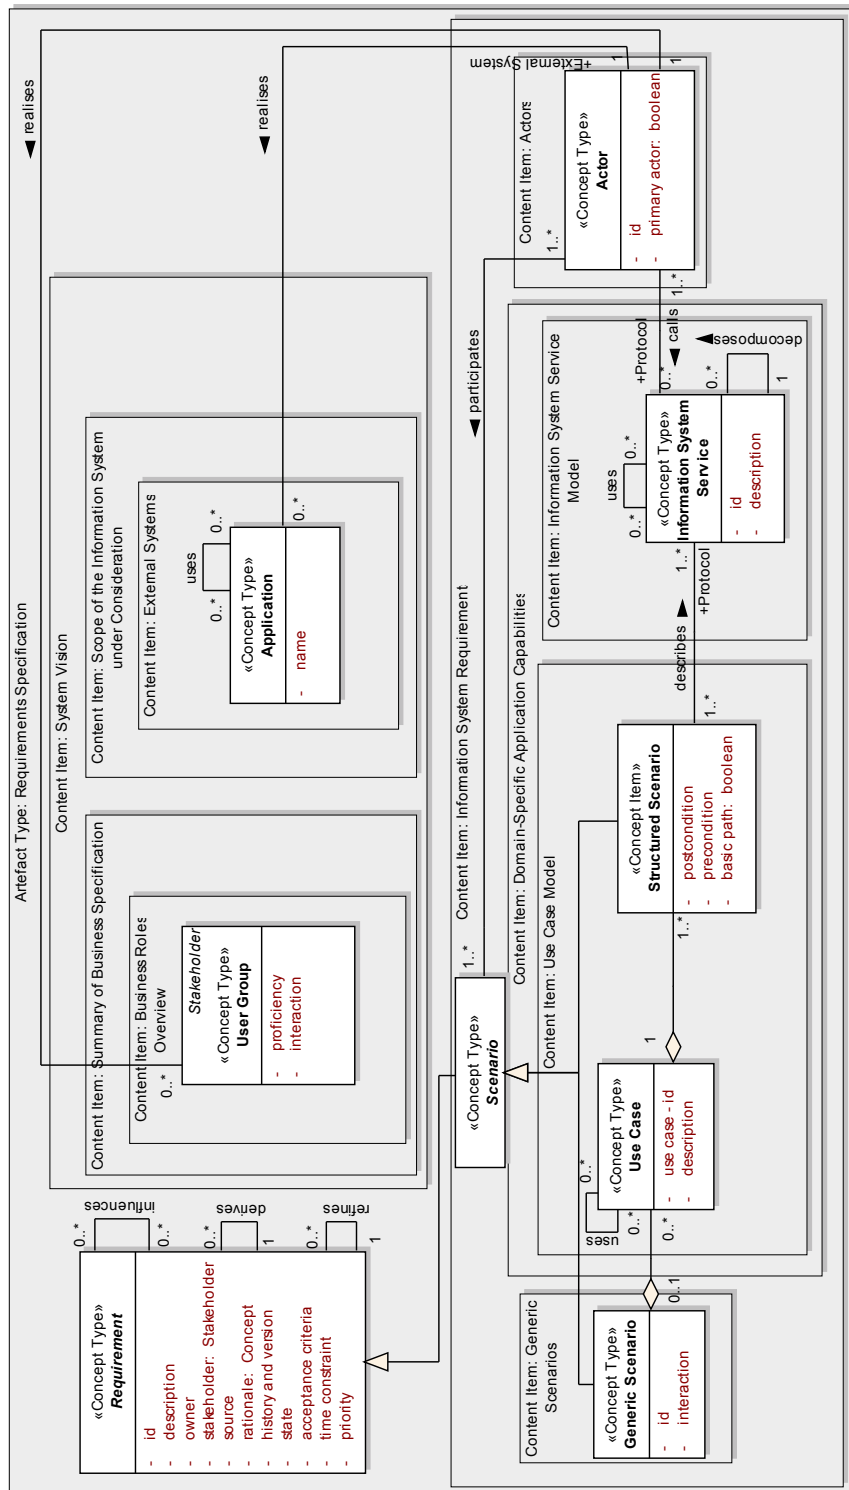 Artefact Type: Requirements Specification
«Concept Type»
Requirement
- id
- description
- owner
- stakeholder: Stakeholder
- source
- rationale: Concept
- history and version
- state
- acceptance criteria
- time constraint
- priority
0..*
influences
0..*
0..*
derives
1
0..*
refines
1
Content Item: System Vision
Content Item: Summary of Business Specification
Content Item: Business Roles
Overview
Stakeholder
«Concept Type»
User Group
- proficiency
- interaction
0..*
Content Item: Scope of the Information System
under Consideration
Content Item: External Systems
«Concept Type»
Application
- name
uses
0..*
0..*
0..*
realises
realises
Content Item: Information System Requirement
«Concept Type»
Scenario
1..*
participates
Content Item: Generic
Scenarios
«Concept Type»
Generic Scenario
- id
- interaction
0..1
Content Item: Domain-Specific Application Capabilities
Content Item: Use Case Model
«Concept Type»
Use Case
- use case - id
- description
uses
0..*
0..*
0..*
1
«Concept Item»
Structured Scenario
- postcondition
- precondition
- basic path: boolean
1..*
1..*
describes
Content Item: Information System Service
Model
«Concept Type»
Information System
Service
- id
- description
uses
0..*
0..*
1..*
+Protocol
0..*
decomposes
1
+Protocol
0..*
calls
1..*
Content Item: Actors
«Concept Type»
Actor
- id
- primary actor: boolean
1..*
+External System
1
1